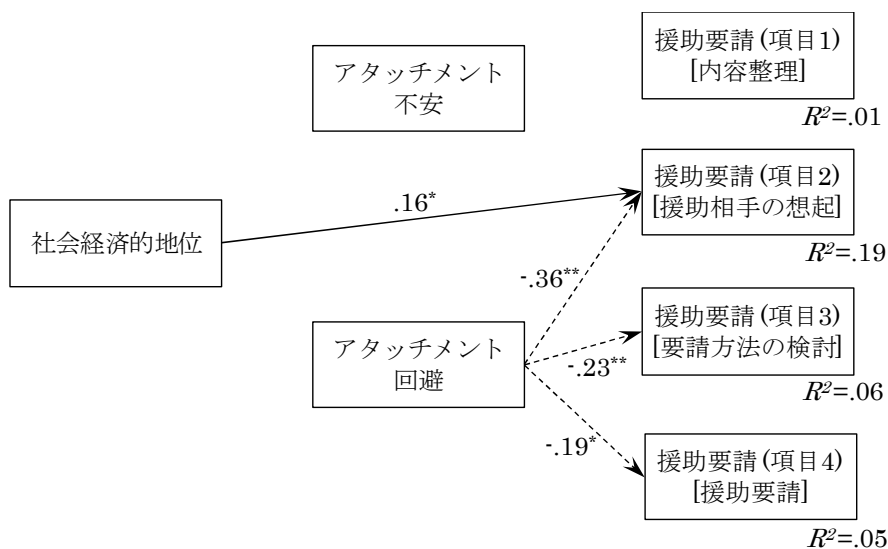 アタッチメント
不安
援助要請(項目1)
[内容整理]
R²=.01
援助要請(項目2)
[援助相手の想起]
R²=.19
.16*
社会経済的地位
-.36**
アタッチメント
回避
援助要請(項目3)
[要請方法の検討]
R²=.06
-.23**
-.19*
援助要請(項目4)
[援助要請]
R²=.05